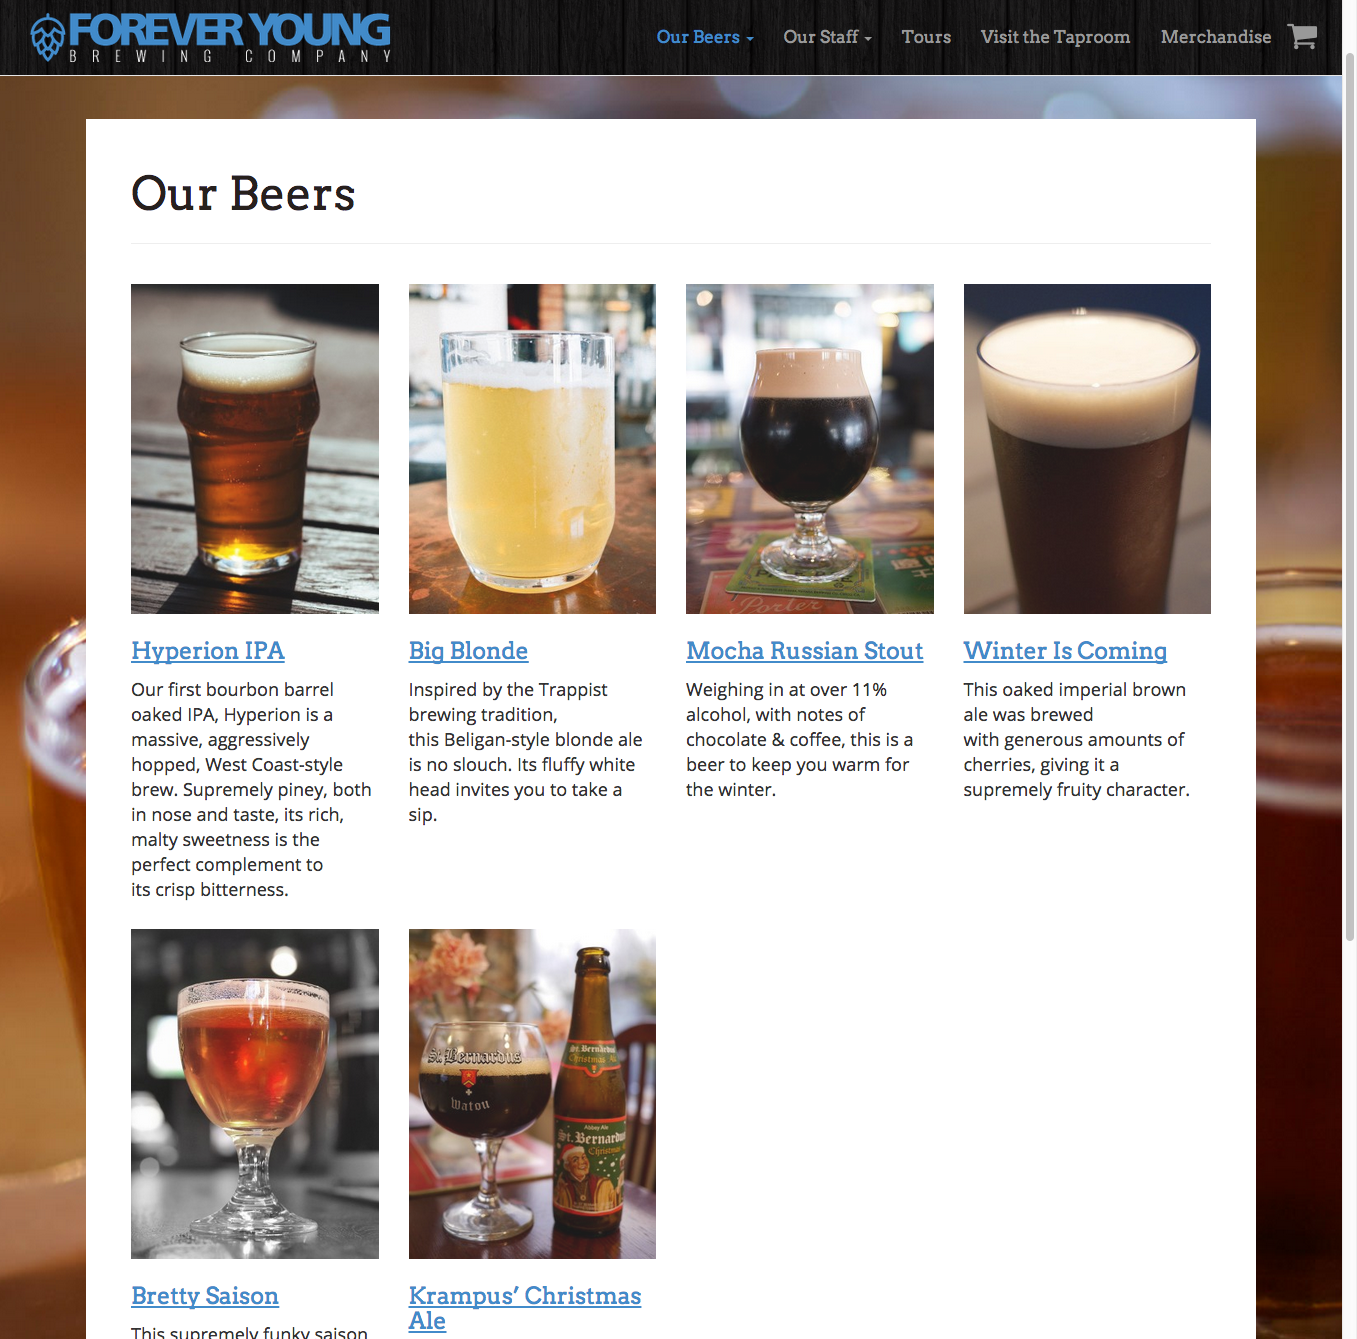 FOREVER YOUNG
BREWING COMPANY
Our Beers
Our Staff
Tours
Visit the Taproom
Merchandise
Our Beers
Hyperion IPA
Our first bourbon barrel
oaked IPA, Hyperion is a
massive, aggressively
hopped, West Coast-style
brew. Supremely piney, both
in nose and taste, its rich,
malty sweetness is the
perfect complement to
its crisp bitterness.
Big Blonde
Inspired by the Trappist
brewing tradition,
this Beligan-style blonde ale
is no slouch. Its fluffy white
head invites you to take a
sip.
Porter
Mocha Russian Stout
Weighing in at over 11%
alcohol, with notes of
chocolate & coffee, this is a
beer to keep you warm for
the winter.
Winter Is Coming
This oaked imperial brown
ale was brewed
with generous amounts of
cherries, giving it a
supremely fruity character.
Bretty Saison
This supremely funky saison
St. Bernardus
Watou
St. Bernardus
Christmas Ale
Abbey Ale
St. Bernardus
Christmas
Krampus’ Christmas
Ale